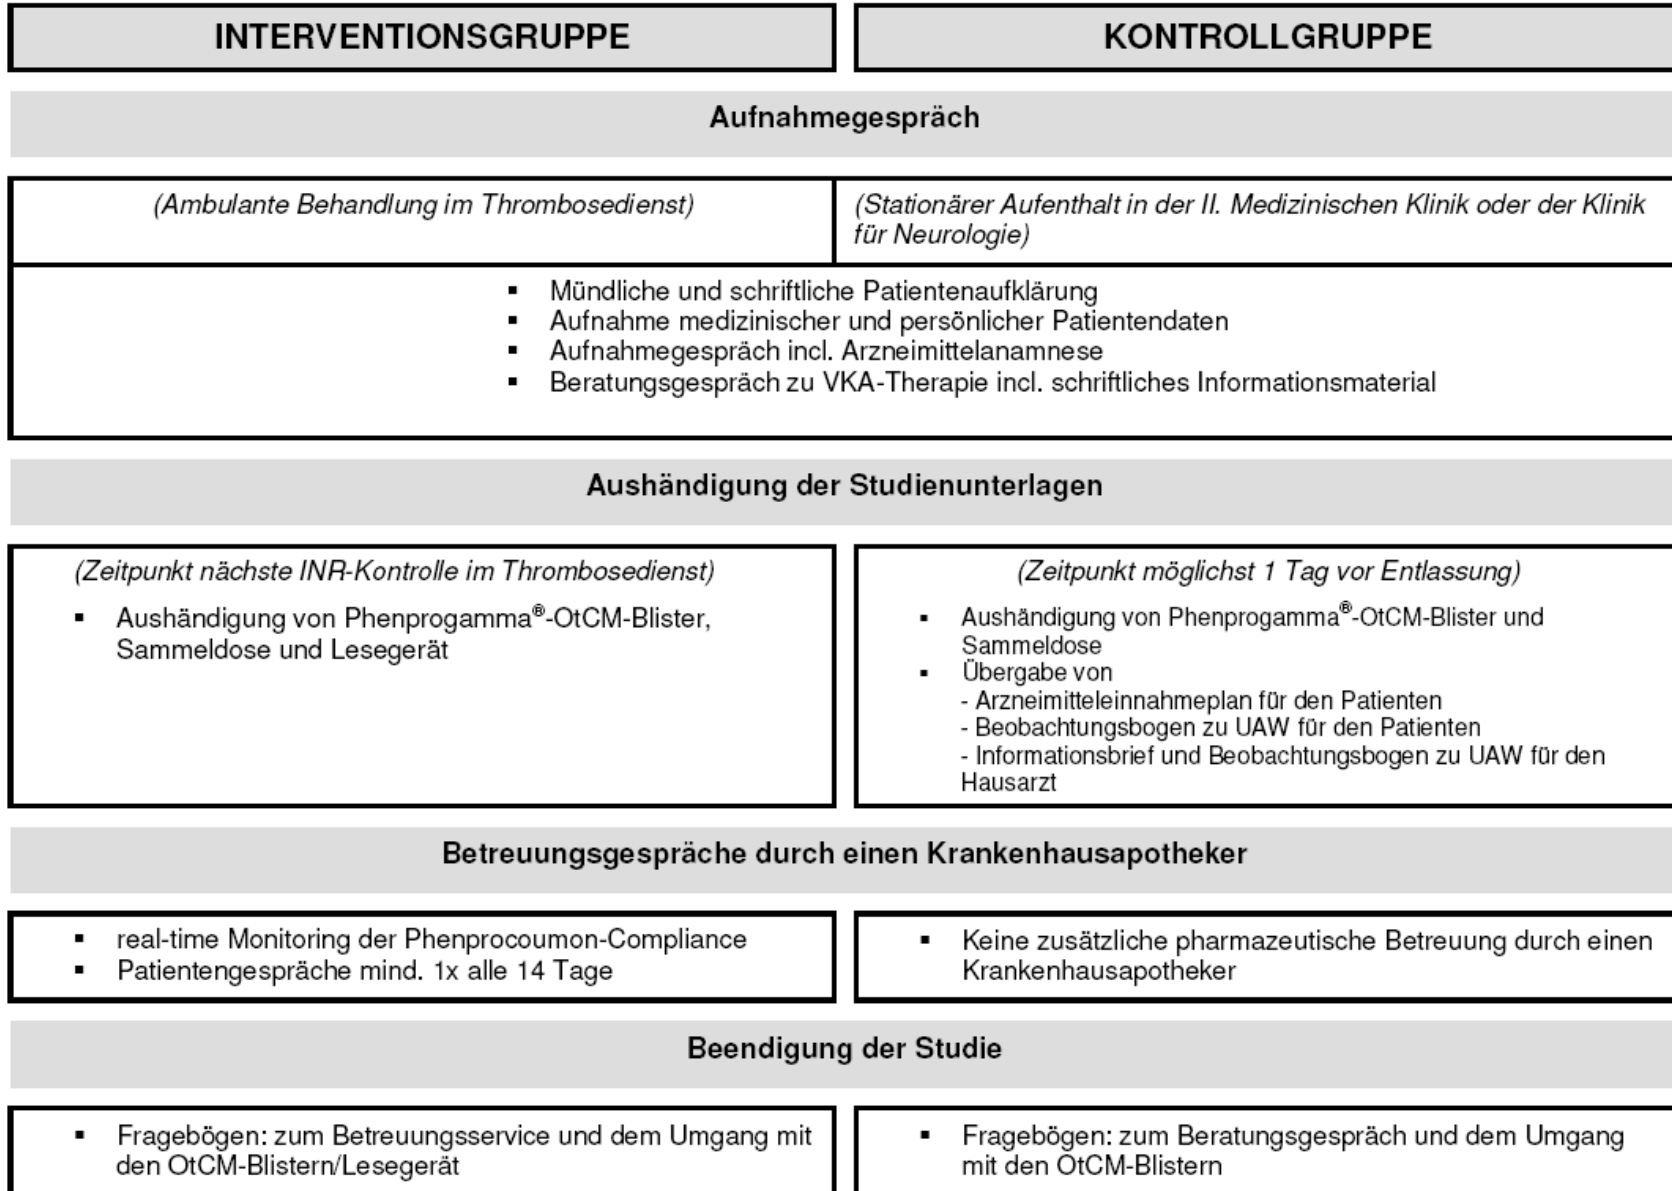 INTERVENTIONSGRUPPE
KONTROLLGRUPPE
Aufnahmegespräch
(Ambulante Behandlung im Thrombosedienst)
(Stationärer Aufenthalt in der II. Medizinischen Klinik oder der Klinik
für Neurologie)
▪ Mündliche und schriftliche Patientenaufklärung
▪ Aufnahme medizinischer und persönlicher Patientendaten
▪ Aufnahmegespräch incl. Arzneimittelanamnese
▪ Beratungsgespräch zu VKA-Therapie incl. schriftliches Informationsmaterial
Aushändigung der Studienunterlagen
(Zeitpunkt nächste INR-Kontrolle im Thrombosedienst)
▪ Aushändigung von Phenprogamma®-OtCM-Blister,
Sammeldose und Lesegerät
(Zeitpunkt möglichst 1 Tag vor Entlassung)
▪ Aushändigung von Phenprogamma®-OtCM-Blister und
Sammeldose
▪ Übergabe von
- Arzneimitteleinnahmeplan für den Patienten
- Beobachtungsbogen zu UAW für den Patienten
- Informationsbrief und Beobachtungsbogen zu UAW für den
Hausarzt
Betreuungsgespräche durch einen Krankenhausapotheker
▪ real-time Monitoring der Phenprocoumon-Compliance
▪ Patientengespräche mind. 1x alle 14 Tage
▪ Keine zusätzliche pharmazeutische Betreuung durch einen
Krankenhausapotheker
Beendigung der Studie
▪ Fragebögen: zum Betreuungsservice und dem Umgang mit
den OtCM-Blistern/Lesegerät
▪ Fragebögen: zum Beratungsgespräch und dem Umgang
mit den OtCM-Blistern